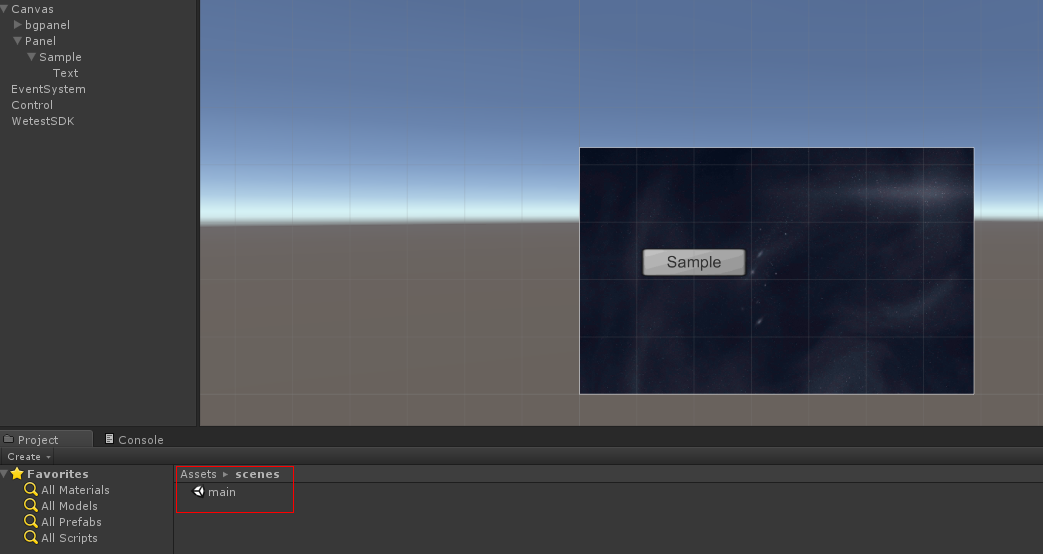 Canvas
bgpanel
Panel
Sample
Text
EventSystem
Control
WetestSDK
Sample
Project
Console
Create
Favorites
All Materials
All Models
All Prefabs
All Scripts
Assets scenes
main